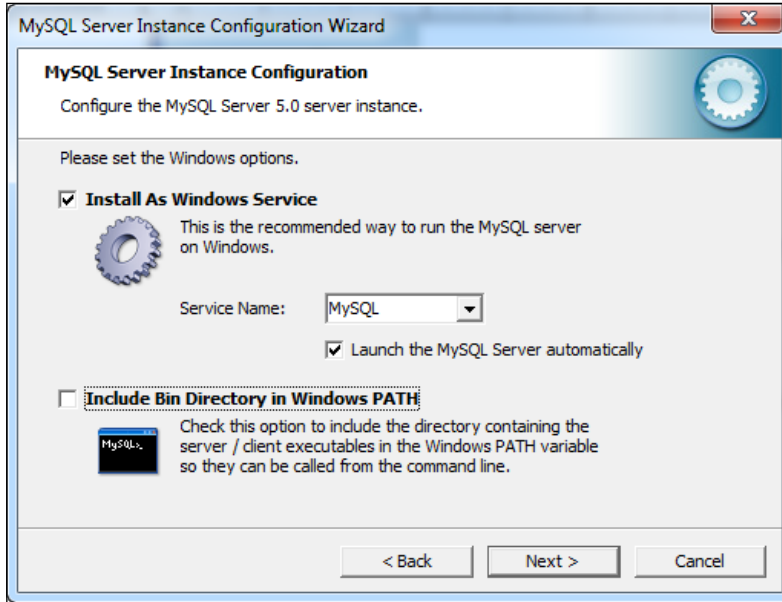 MySQL Server Instance Configuration Wizard
MySQL Server Instance Configuration
Configure the MySQL Server 5.0 server instance.
Please set the Windows options.
Install As Windows Service
This is the recommended way to run the MySQL server
on Windows.
Service Name: MySQL
Launch the MySQL Server automatically
Include Bin Directory in Windows PATH
MySQL>_
Check this option to include the directory containing the
server / client executables in the Windows PATH variable
so they can be called from the command line.
< Back Next > Cancel